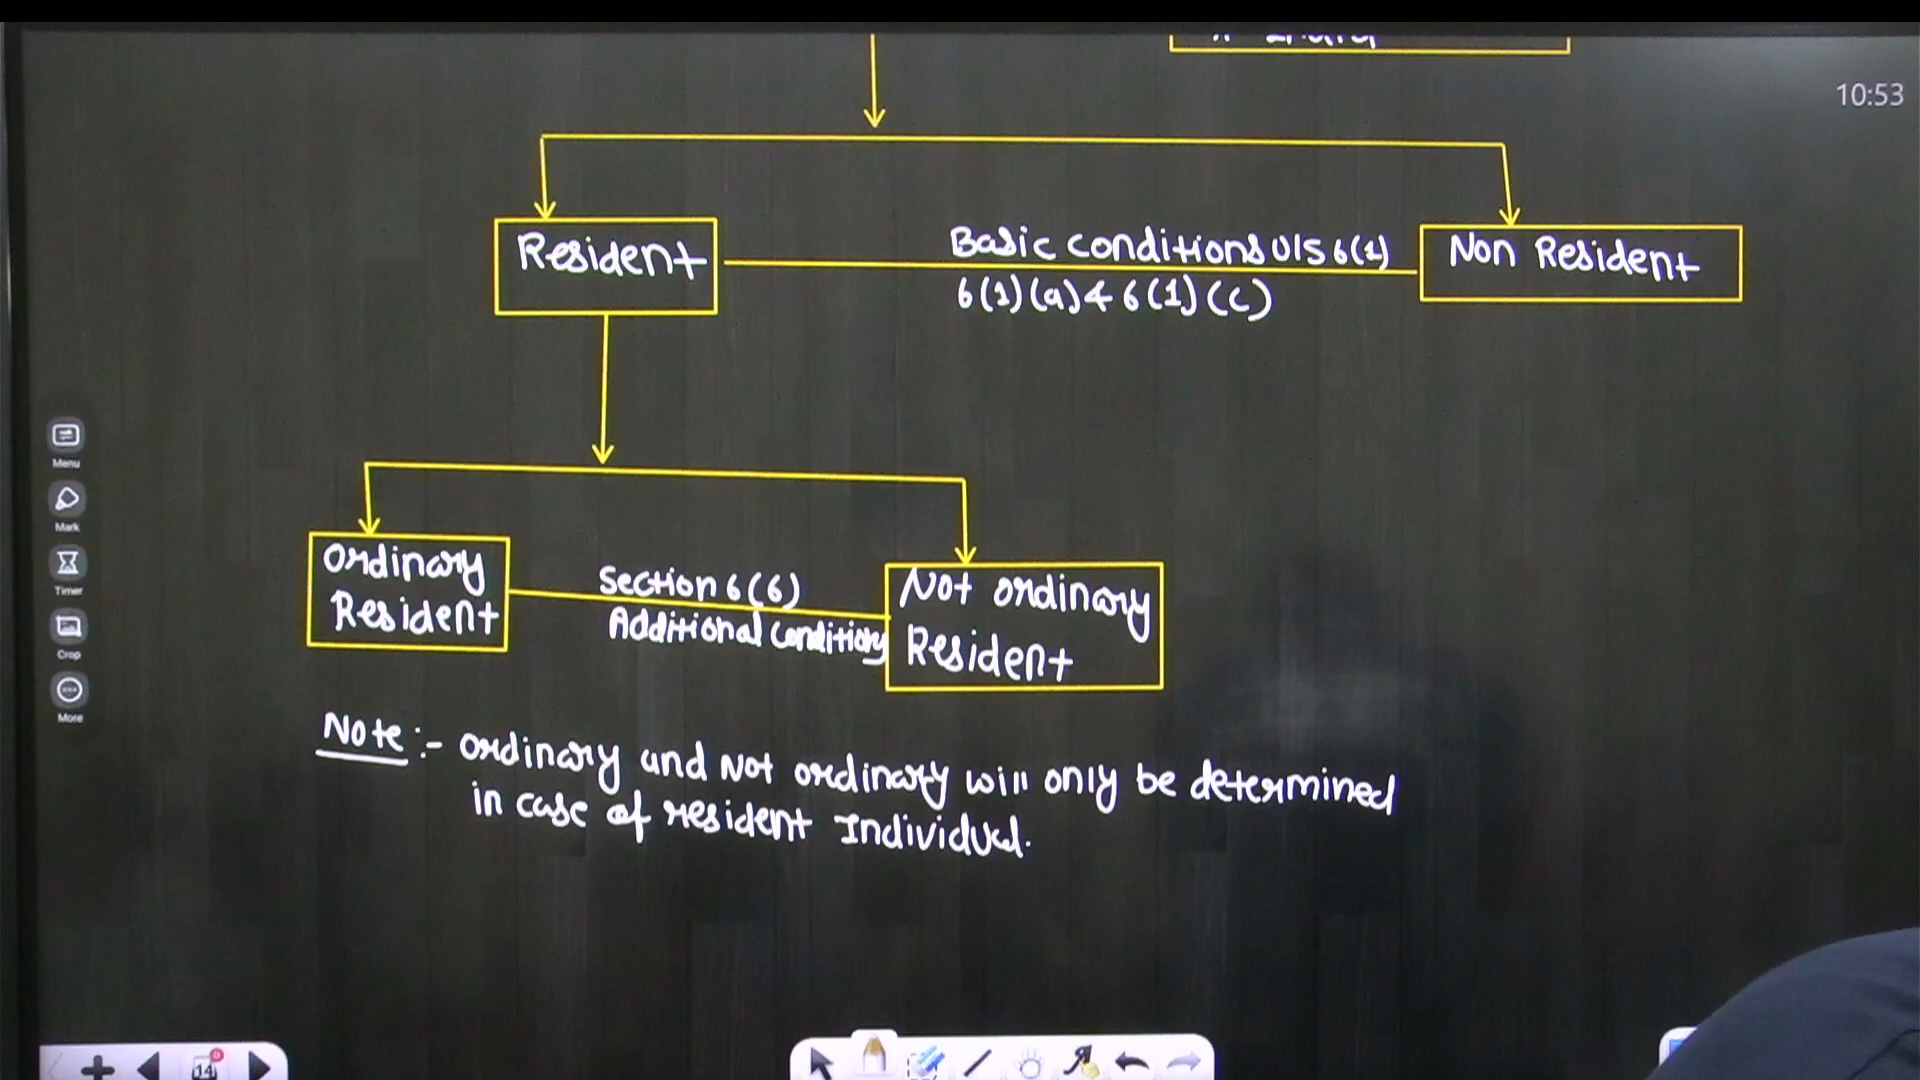 10:53
Resident
Basic conditions U/S 6(1)
6(1)(a) & 6(1)(c)
Non Resident
Ordinary
Resident
Section 6(6)
Additional Conditions
Not ordinary
Resident
Note :- ordinary and Not ordinary will only be determined
in case of resident Individual.
Menu
Mark
Timer
Crop
More
14